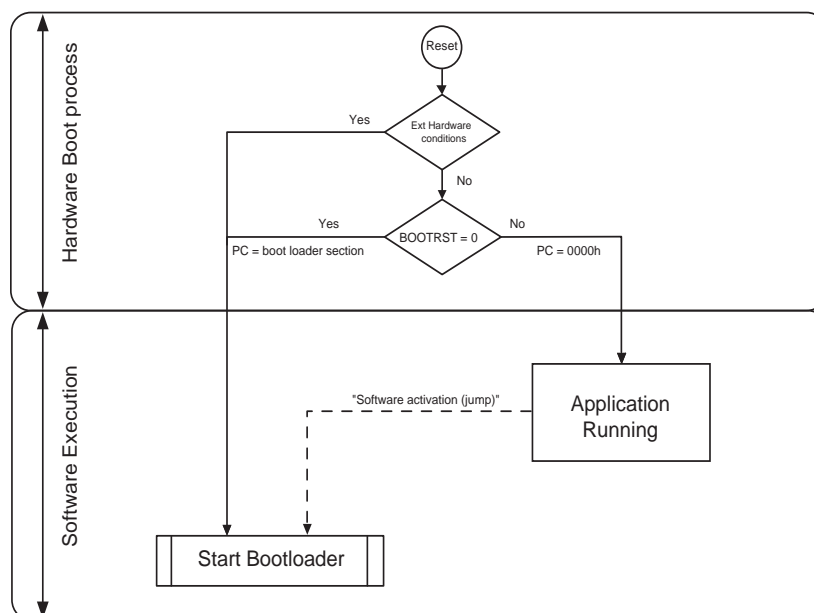 Hardware Boot process
Reset
Yes
Ext Hardware
conditions
No
Yes
BOOTRST = 0
No
PC = boot loader section
PC = 0000h
Software Execution
"Software activation (jump)"
Application
Running
Start Bootloader